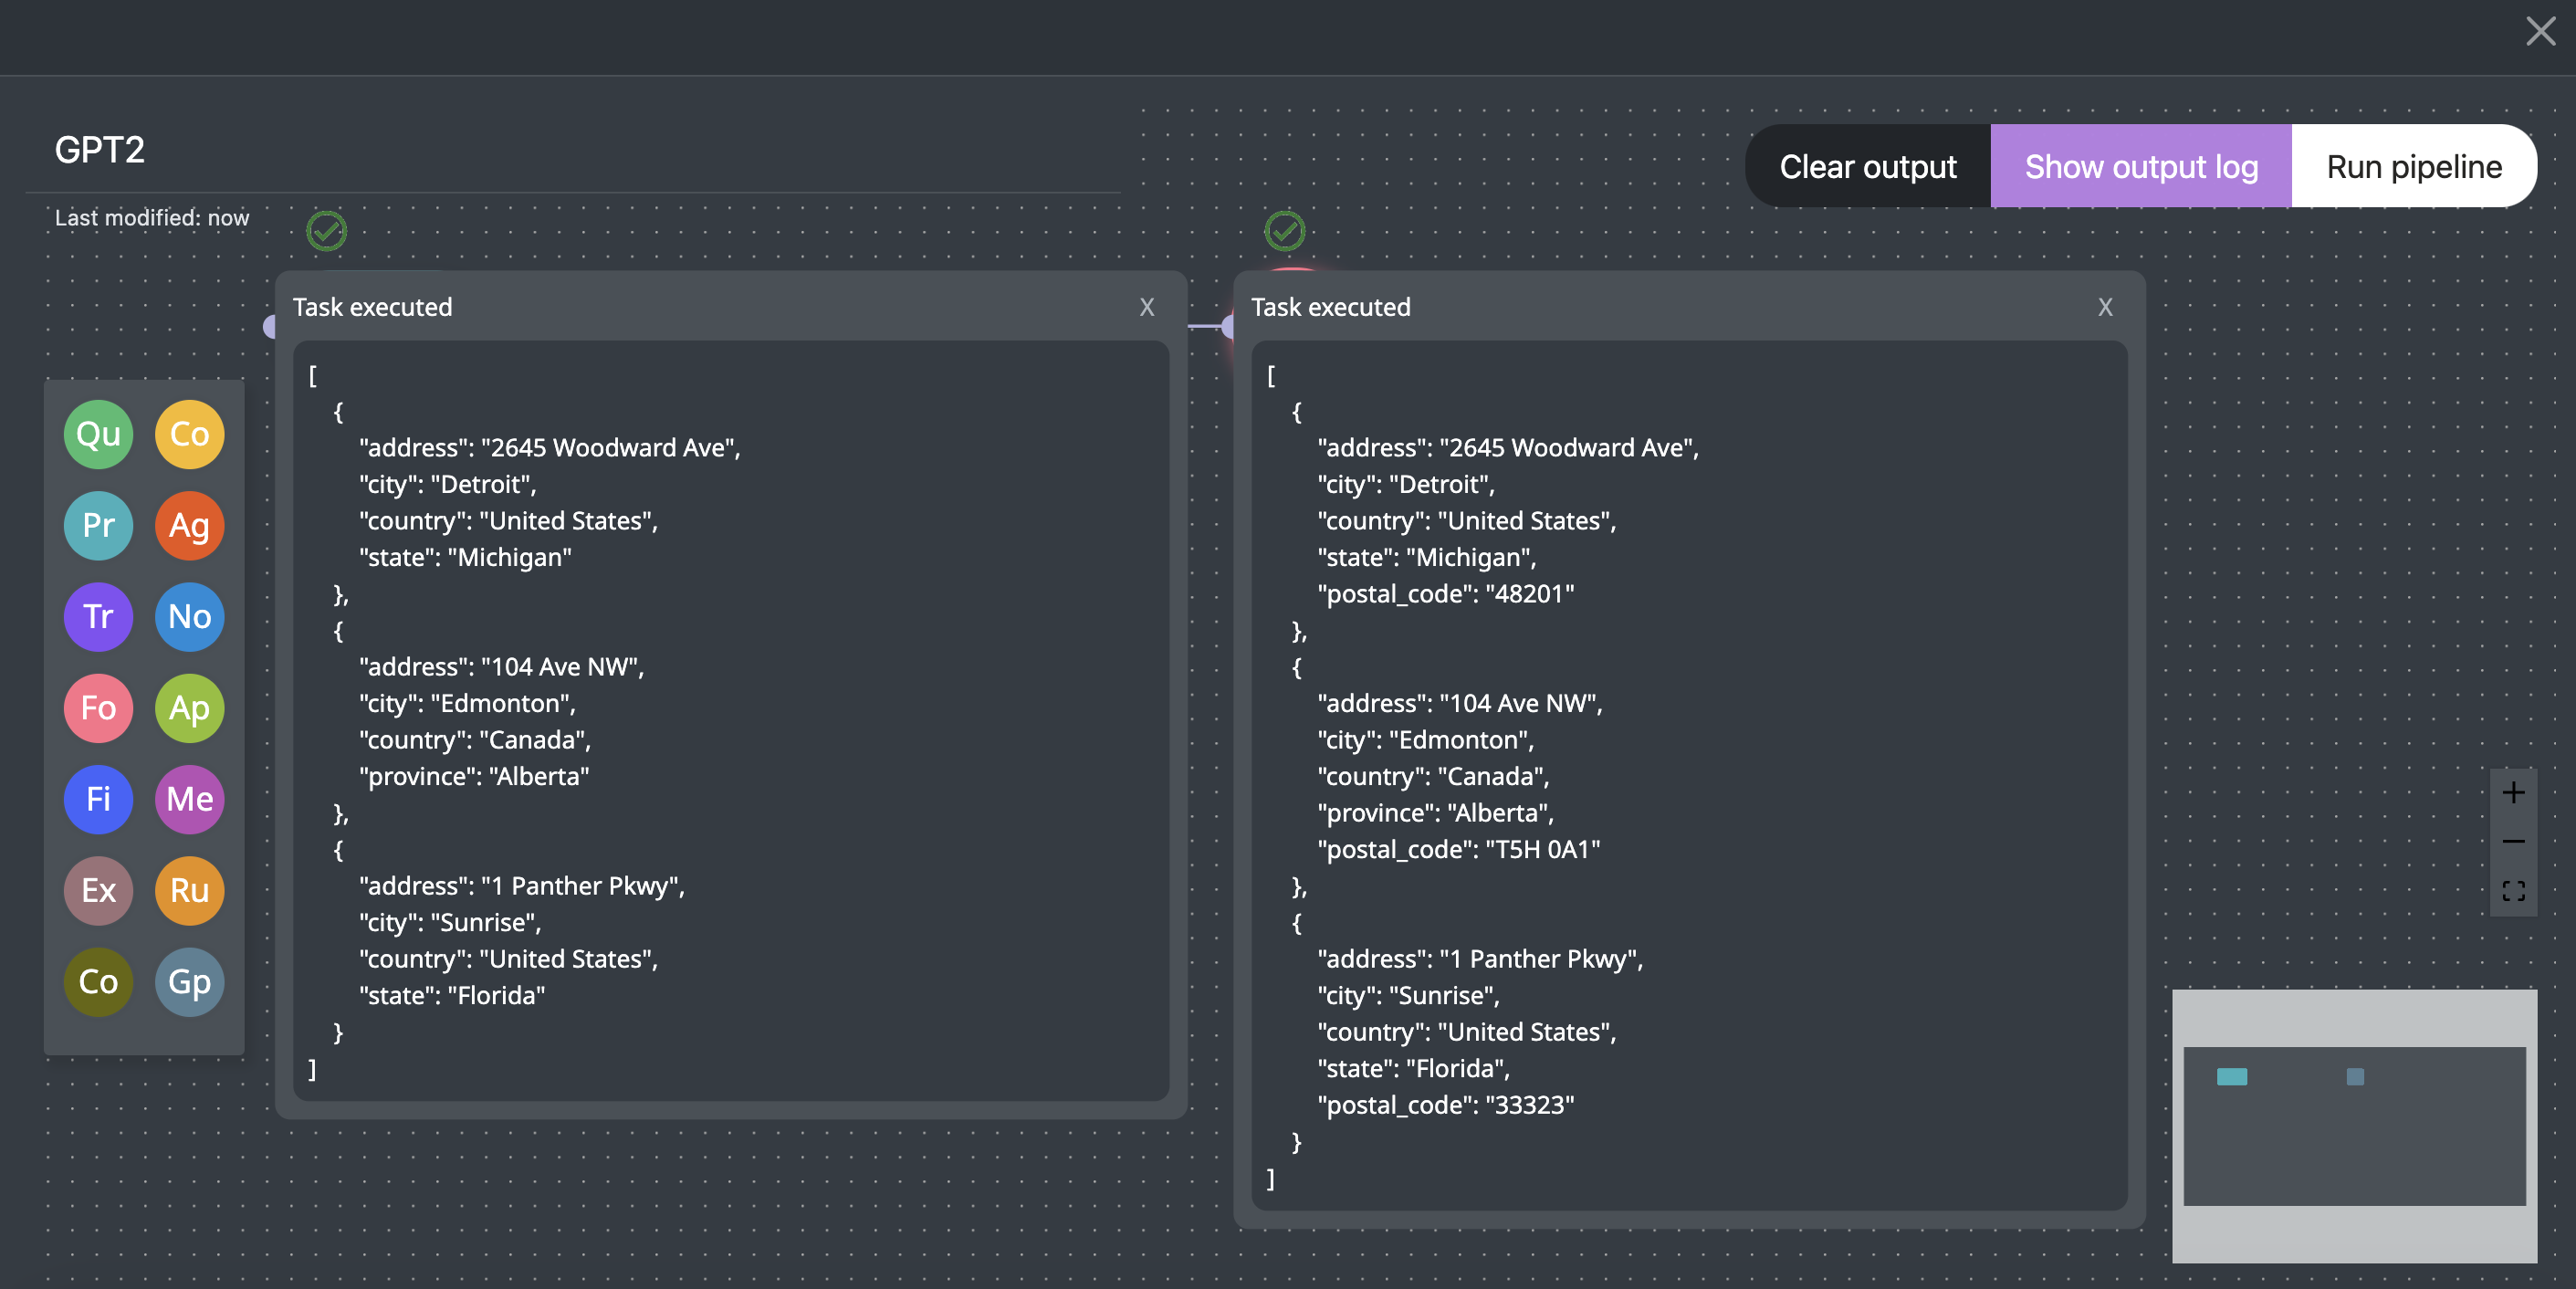 GPT2
Clear output
Show output log
Run pipeline
Last modified: now
Qu
Co
Pr
Ag
Tr
No
Fo
Ap
Fi
Me
Ex
Ru
Co
Gp
Task executed
X
[
{
"address": "2645 Woodward Ave",
"city": "Detroit",
"country": "United States",
"state": "Michigan"
},
{
"address": "104 Ave NW",
"city": "Edmonton",
"country": "Canada",
"province": "Alberta"
},
{
"address": "1 Panther Pkwy",
"city": "Sunrise",
"country": "United States",
"state": "Florida"
}
]
Task executed
X
[
{
"address": "2645 Woodward Ave",
"city": "Detroit",
"country": "United States",
"state": "Michigan",
"postal_code": "48201"
},
{
"address": "104 Ave NW",
"city": "Edmonton",
"country": "Canada",
"province": "Alberta",
"postal_code": "T5H 0A1"
},
{
"address": "1 Panther Pkwy",
"city": "Sunrise",
"country": "United States",
"state": "Florida",
"postal_code": "33323"
}
]